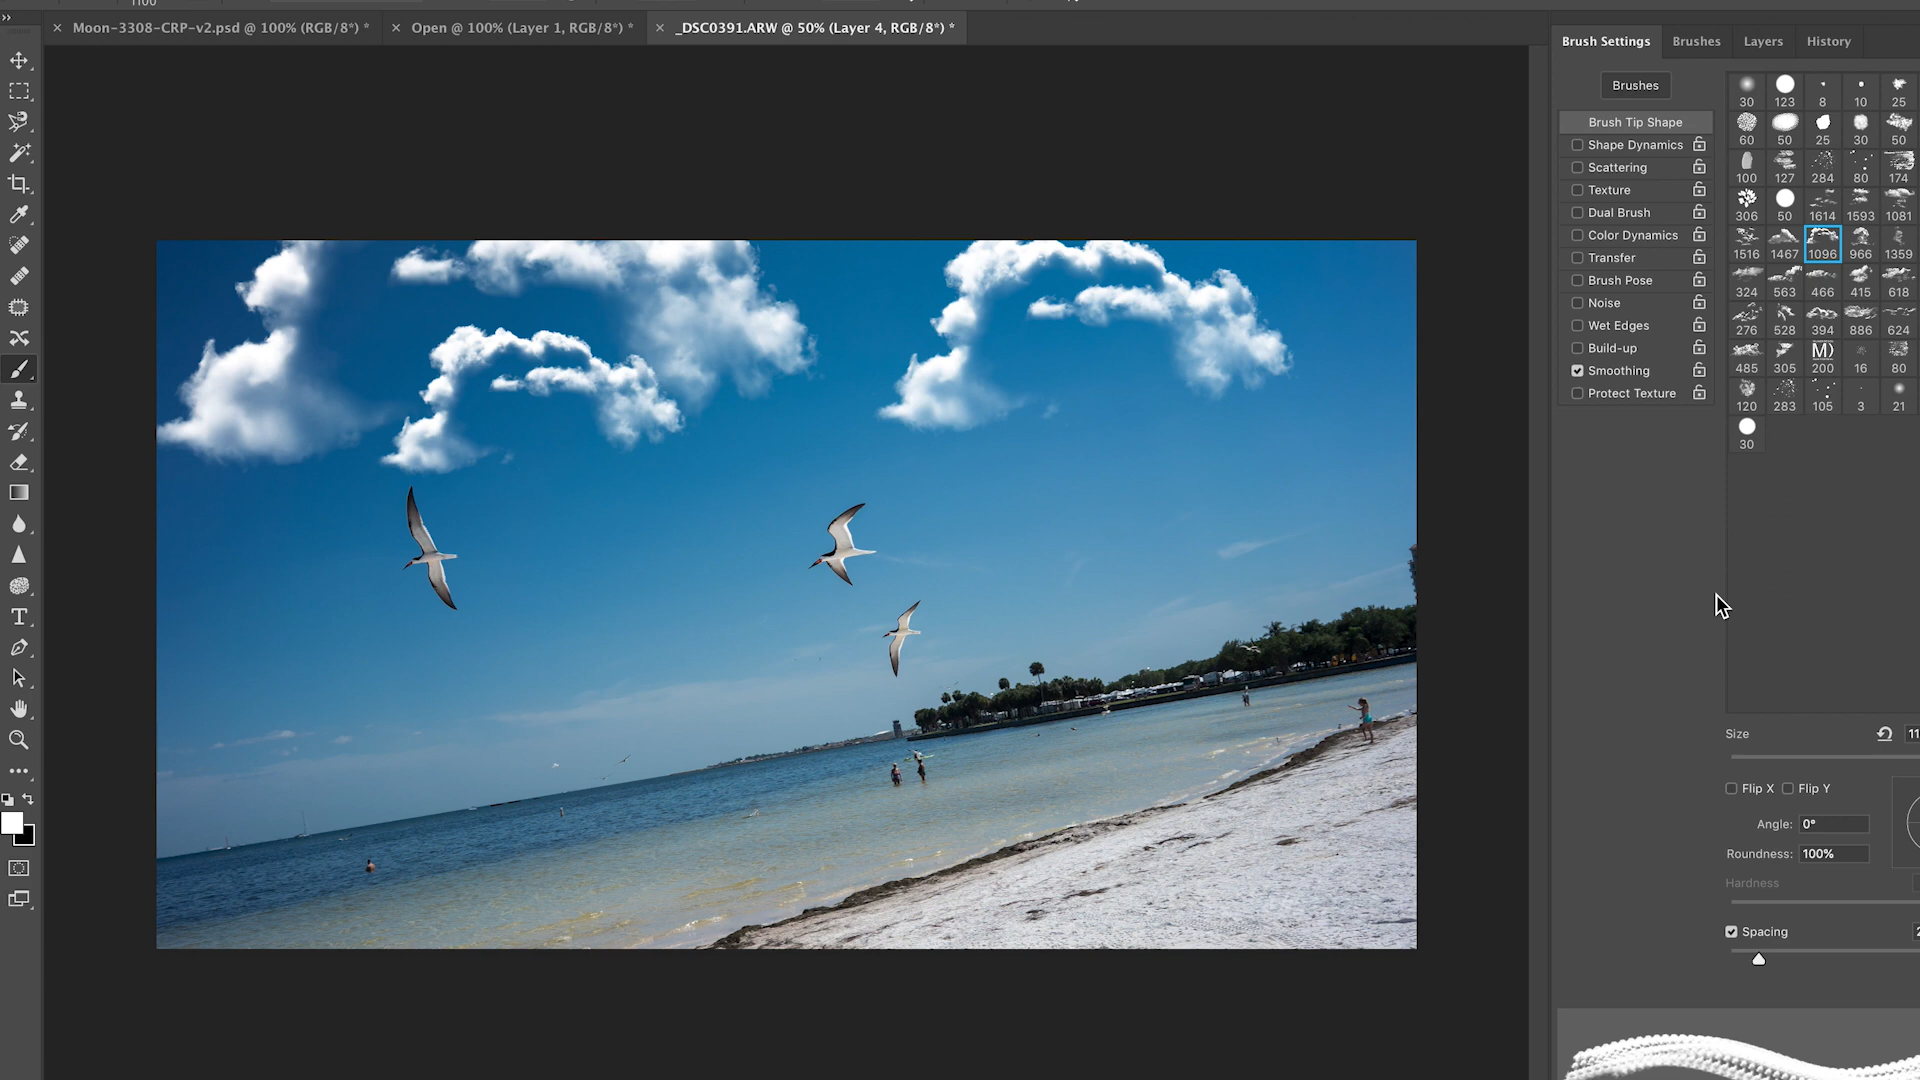 1100
Moon-3308-CRP-v2.psd @ 100% (RGB/8*) *
Open @ 100% (Layer 1, RGB/8*) *
_DSC0391.ARW @ 50% (Layer 4, RGB/8*) *
Brush Settings
Brushes
Layers
History
Brushes
Brush Tip Shape
Shape Dynamics
Scattering
Texture
Dual Brush
Color Dynamics
Transfer
Brush Pose
Noise
Wet Edges
Build-up
Smoothing
Protect Texture
30 123 8 10 25
60 50 25 30 50
100 127 284 80 174
306 50 1614 1593 1081
1516 1467 1096 966 1359
324 563 466 415 618
276 528 394 886 624
M)
485 305 200 16 80
120 283 105 3 21
30
Size
11
Flip X
Flip Y
Angle: 0°
Roundness: 100%
Hardness
Spacing
T